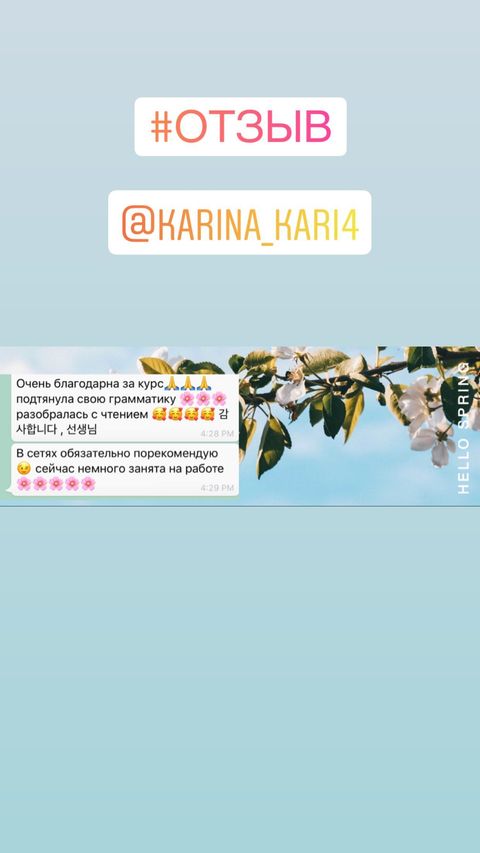 #ОТЗЫВ
@KARINA_KARI4
Очень благодарна за курс🙏🙏🙏
подтянула свою грамматику 🌸🌸🌸
разобралась с чтением 🥰🥰🥰🥰 감
사합니다 , 선생님
4:28 PM
В сетях обязательно порекомендую
😉 сейчас немного занята на работе
🌸🌸🌸🌸🌸
4:29 PM
HELLO SPRING